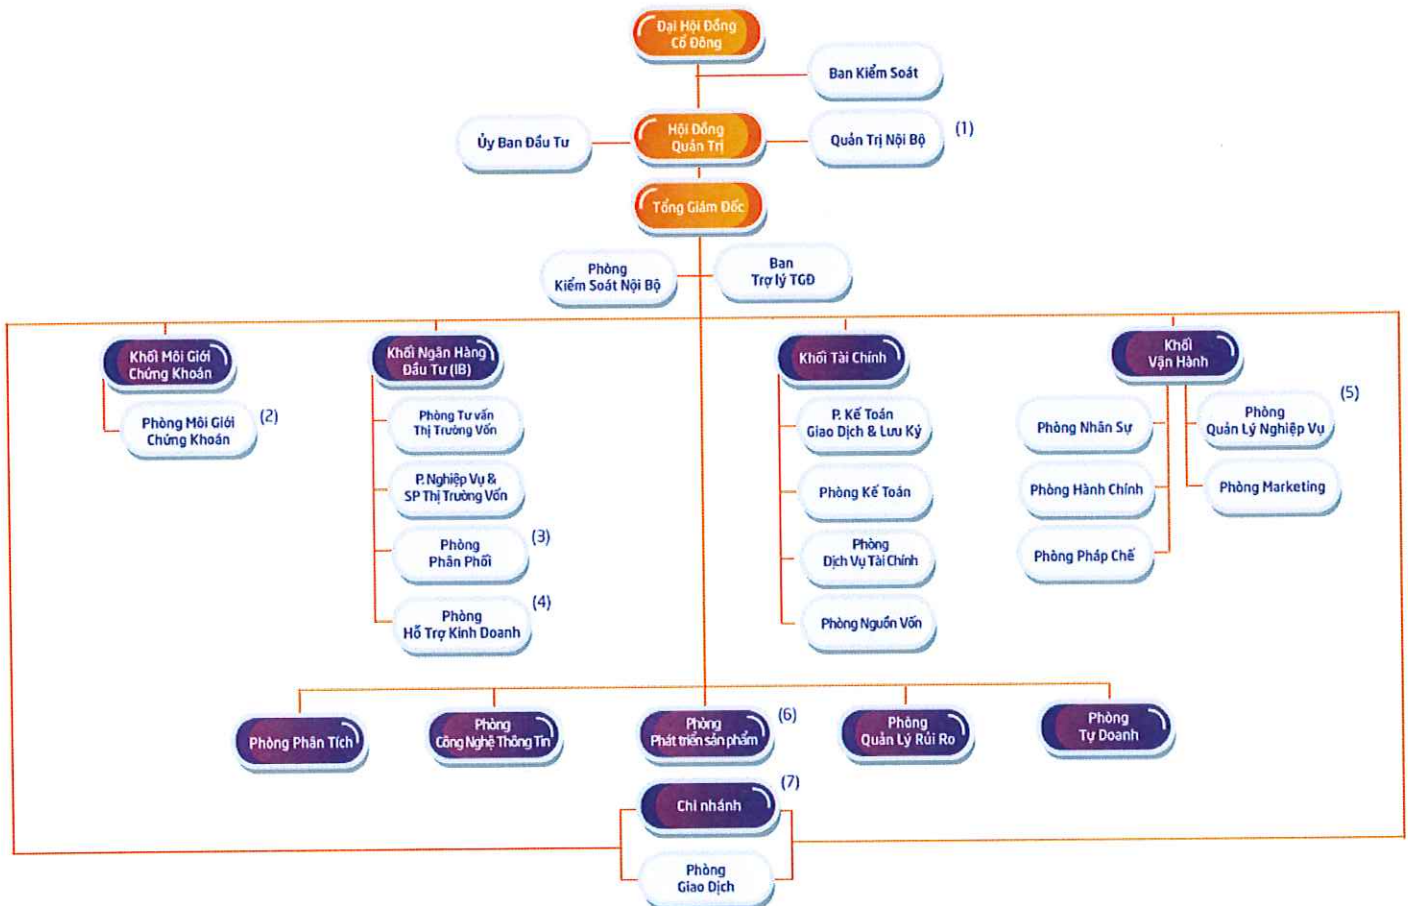 Đại Hội Đồng
Cổ Đông
Ban Kiểm Soát
Ủy Ban Đầu Tư
Hội Đồng
Quản Trị
Quản Trị Nội Bộ
(1)
Tổng Giám Đốc
Phòng
Kiểm Soát Nội Bộ
Ban
Trợ lý TGĐ
Khối Môi Giới
Chứng Khoán
Phòng Môi Giới
Chứng Khoán
(2)
Khối Ngân Hàng
Đầu Tư (IB)
Phòng Tư vấn
Thị Trường Vốn
P. Nghiệp Vụ &
SP Thị Trường Vốn
Phòng
Phân Phối
(3)
Phòng
Hỗ Trợ Kinh Doanh
(4)
Khối Tài Chính
P. Kế Toán
Giao Dịch & Lưu Ký
Phòng Kế Toán
Phòng
Dịch Vụ Tài Chính
Phòng Nguồn Vốn
Khối
Vận Hành
Phòng Nhân Sự
Phòng Hành Chính
Phòng Pháp Chế
Phòng
Quản Lý Nghiệp Vụ
(5)
Phòng Marketing
Phòng Phân Tích
Phòng
Công Nghệ Thông Tin
Phòng
Phát triển sản phẩm
(6)
Phòng
Quản Lý Rủi Ro
Phòng
Tự Doanh
Chi nhánh
(7)
Phòng
Giao Dịch